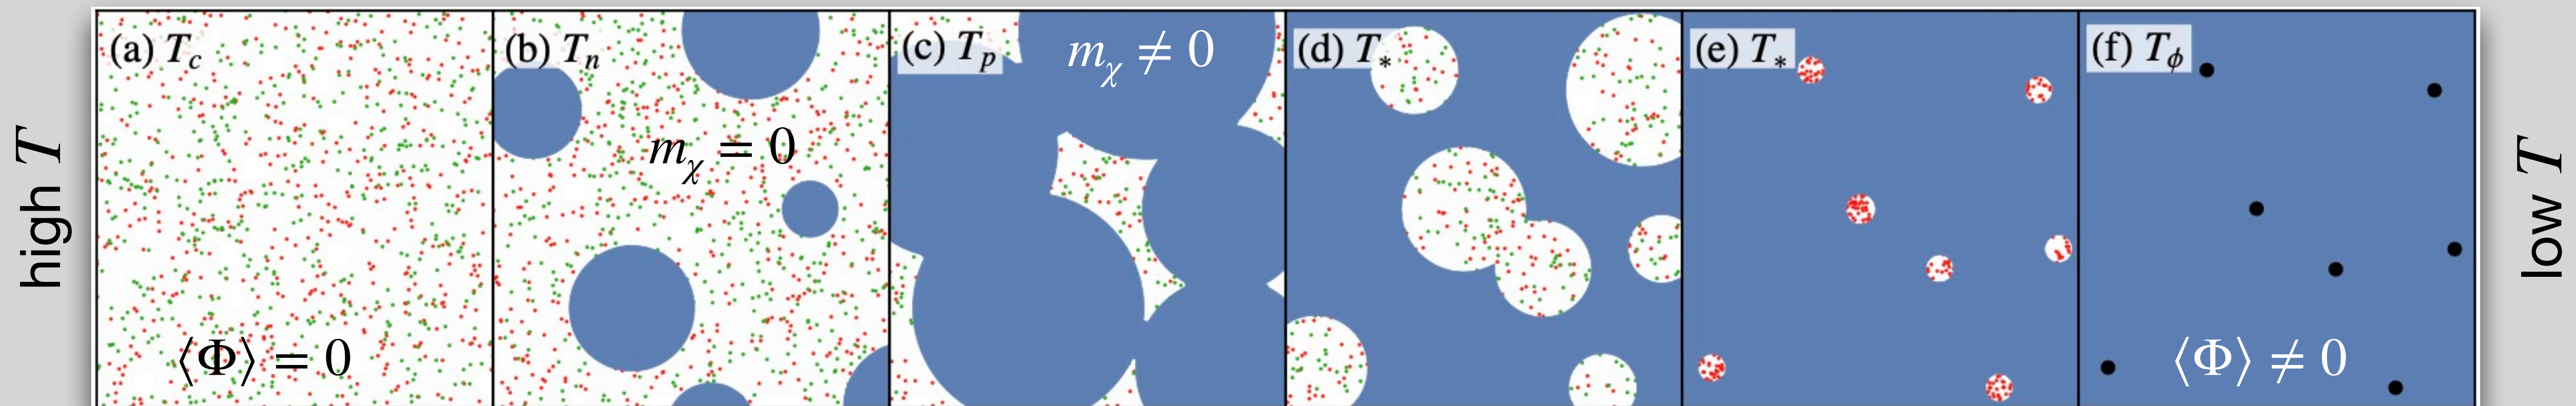 high T
(a) T_c
⟨Φ⟩ = 0
(b) T_n
m_χ = 0
(c) T_p
m_χ ≠ 0
(d) T_*
(e) T_*
(f) T_ϕ
⟨Φ⟩ ≠ 0
low T